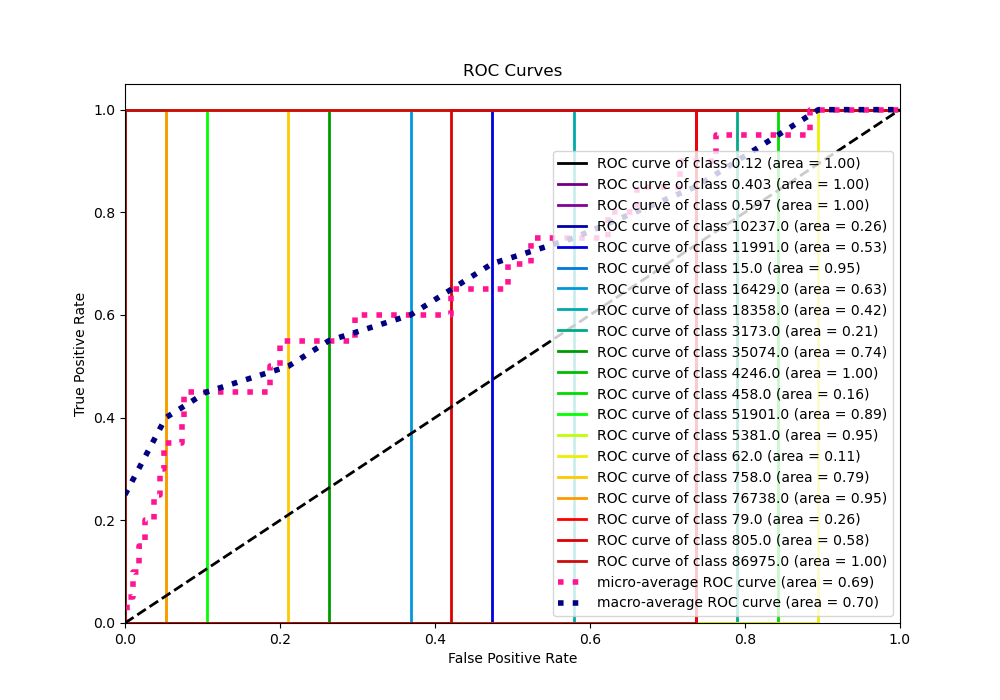 ROC Curves
True Positive Rate
1.0
0.8
0.6
0.4
0.2
0.0
ROC curve of class 0.12 (area = 1.00)
ROC curve of class 0.403 (area = 1.00)
ROC curve of class 0.597 (area = 1.00)
ROC curve of class 10237.0 (area = 0.26)
ROC curve of class 11991.0 (area = 0.53)
ROC curve of class 15.0 (area = 0.95)
ROC curve of class 16429.0 (area = 0.63)
ROC curve of class 18358.0 (area = 0.42)
ROC curve of class 3173.0 (area = 0.21)
ROC curve of class 35074.0 (area = 0.74)
ROC curve of class 4246.0 (area = 1.00)
ROC curve of class 458.0 (area = 0.16)
ROC curve of class 51901.0 (area = 0.89)
ROC curve of class 5381.0 (area = 0.95)
ROC curve of class 62.0 (area = 0.11)
ROC curve of class 758.0 (area = 0.79)
ROC curve of class 76738.0 (area = 0.95)
ROC curve of class 79.0 (area = 0.26)
ROC curve of class 805.0 (area = 0.58)
ROC curve of class 86975.0 (area = 1.00)
micro-average ROC curve (area = 0.69)
macro-average ROC curve (area = 0.70)
0.0 0.2 0.4 0.6 0.8 1.0
False Positive Rate